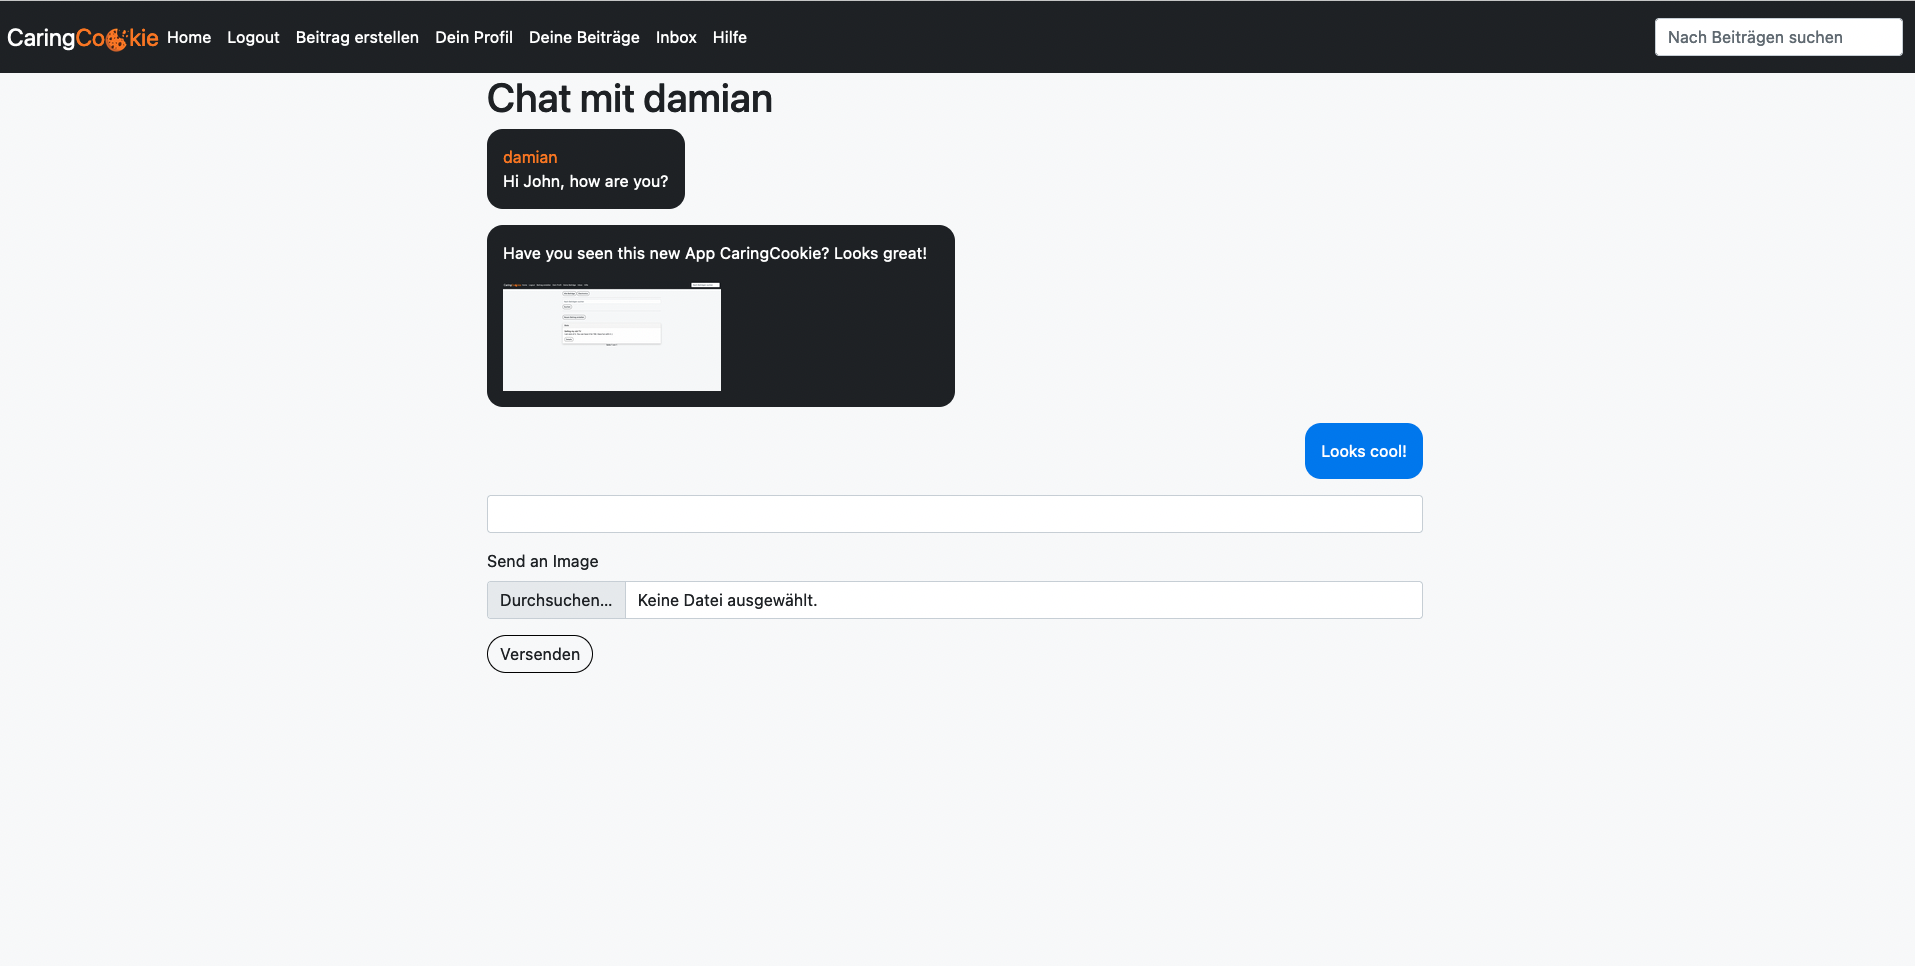 CaringCookie Home Logout Beitrag erstellen Dein Profil Deine Beiträge Inbox Hilfe Nach Beiträgen suchen
Chat mit damian
damian
Hi John, how are you?
Have you seen this new App CaringCookie? Looks great!
Looks cool!
Send an Image
Durchsuchen... Keine Datei ausgewählt.
Versenden